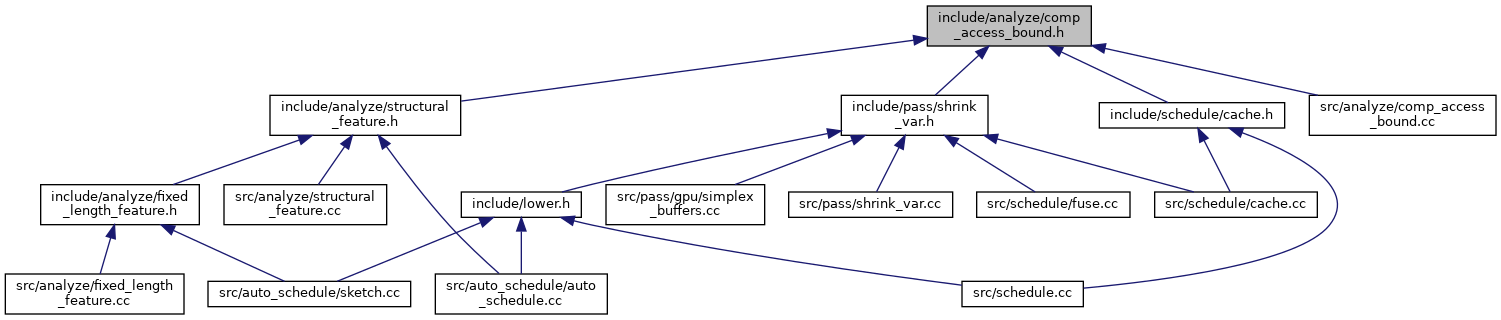 include/analyze/comp
_access_bound.h
include/analyze/structural
_feature.h
include/pass/shrink
_var.h
include/schedule/cache.h
src/analyze/comp_access
_bound.cc
include/analyze/fixed
_length_feature.h
src/analyze/structural
_feature.cc
include/lower.h
src/pass/gpu/simplex
_buffers.cc
src/pass/shrink_var.cc
src/schedule/fuse.cc
src/schedule/cache.cc
src/analyze/fixed_length
_feature.cc
src/auto_schedule/sketch.cc
src/auto_schedule/auto
_schedule.cc
src/schedule.cc